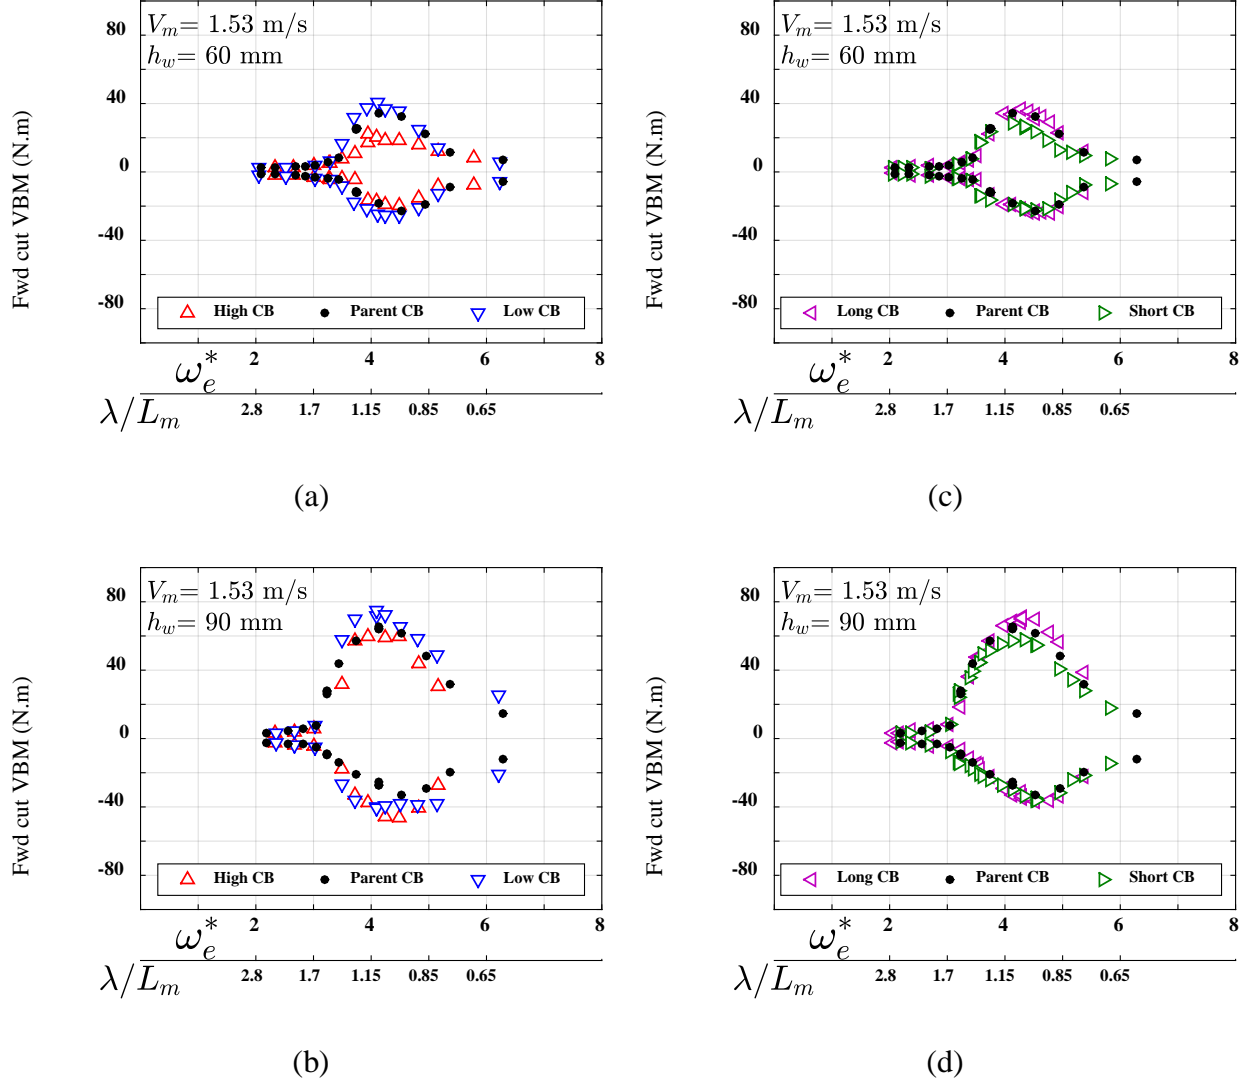 80
40
0
-40
-80
Fwd cut VBM (N.m)
V_m= 1.53 m/s
h_w= 60 mm
High CB Parent CB Low CB
2 4 6 8
ω_e^*
2.8 1.7 1.15 0.85 0.65
λ/L_m
(a)
80
40
0
-40
-80
Fwd cut VBM (N.m)
V_m= 1.53 m/s
h_w= 60 mm
Long CB Parent CB Short CB
2 4 6 8
ω_e^*
2.8 1.7 1.15 0.85 0.65
λ/L_m
(c)
80
40
0
-40
-80
Fwd cut VBM (N.m)
V_m= 1.53 m/s
h_w= 90 mm
High CB Parent CB Low CB
2 4 6 8
ω_e^*
2.8 1.7 1.15 0.85 0.65
λ/L_m
(b)
80
40
0
-40
-80
Fwd cut VBM (N.m)
V_m= 1.53 m/s
h_w= 90 mm
Long CB Parent CB Short CB
2 4 6 8
ω_e^*
2.8 1.7 1.15 0.85 0.65
λ/L_m
(d)